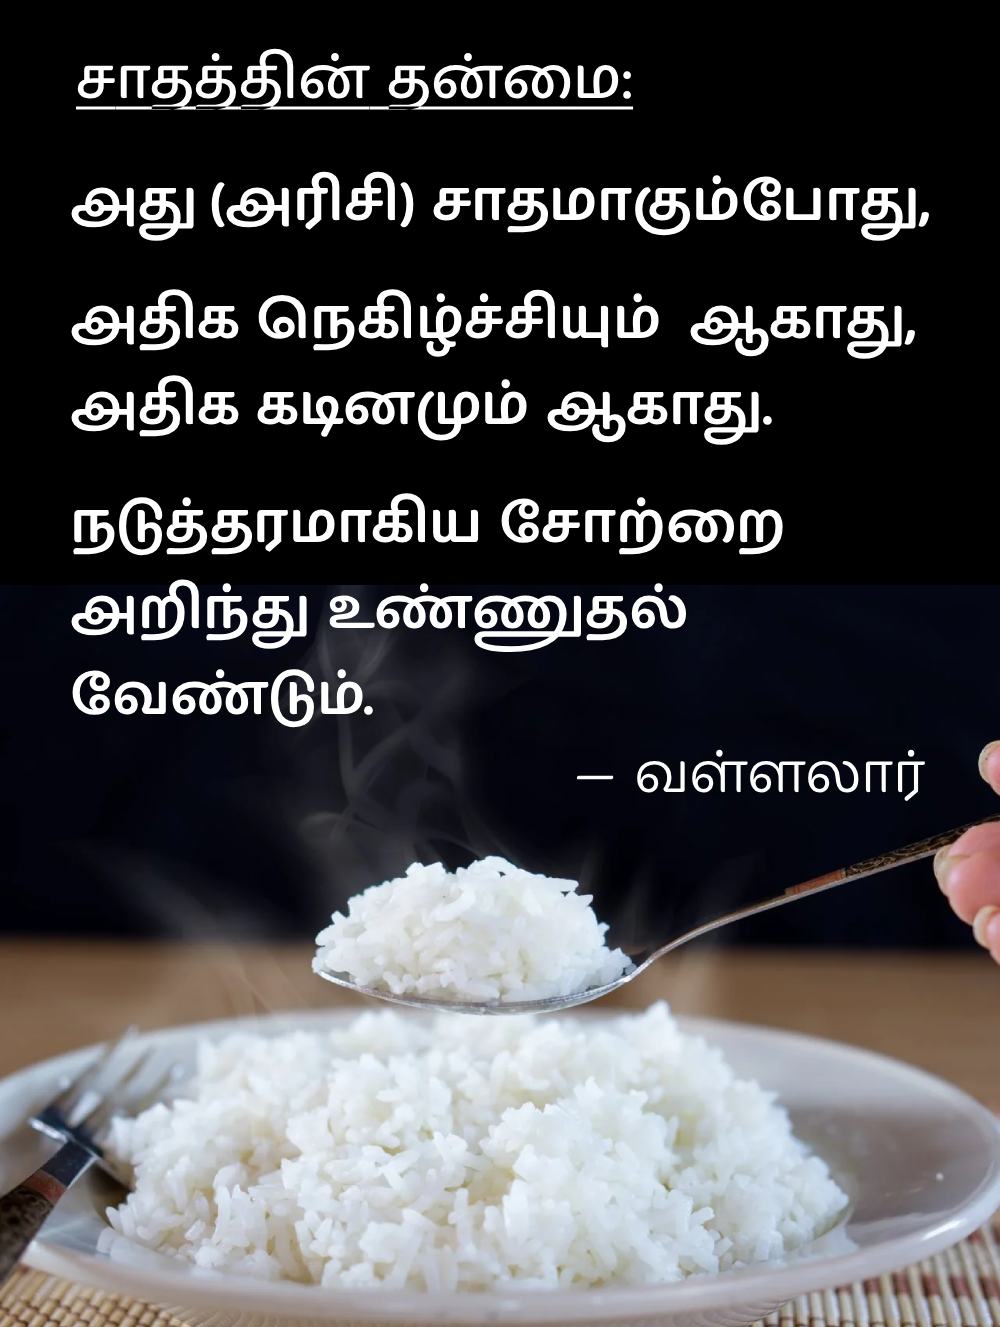 சாதத்தின் தன்மை:
அது (அரிசி) சாதமாகும்போது,
அதிக நெகிழ்ச்சியும் ஆகாது,
அதிக கடினமும் ஆகாது.
நடுத்தரமாகிய சோற்றை
அறிந்து உண்ணுதல்
வேண்டும்.
– வள்ளலார்